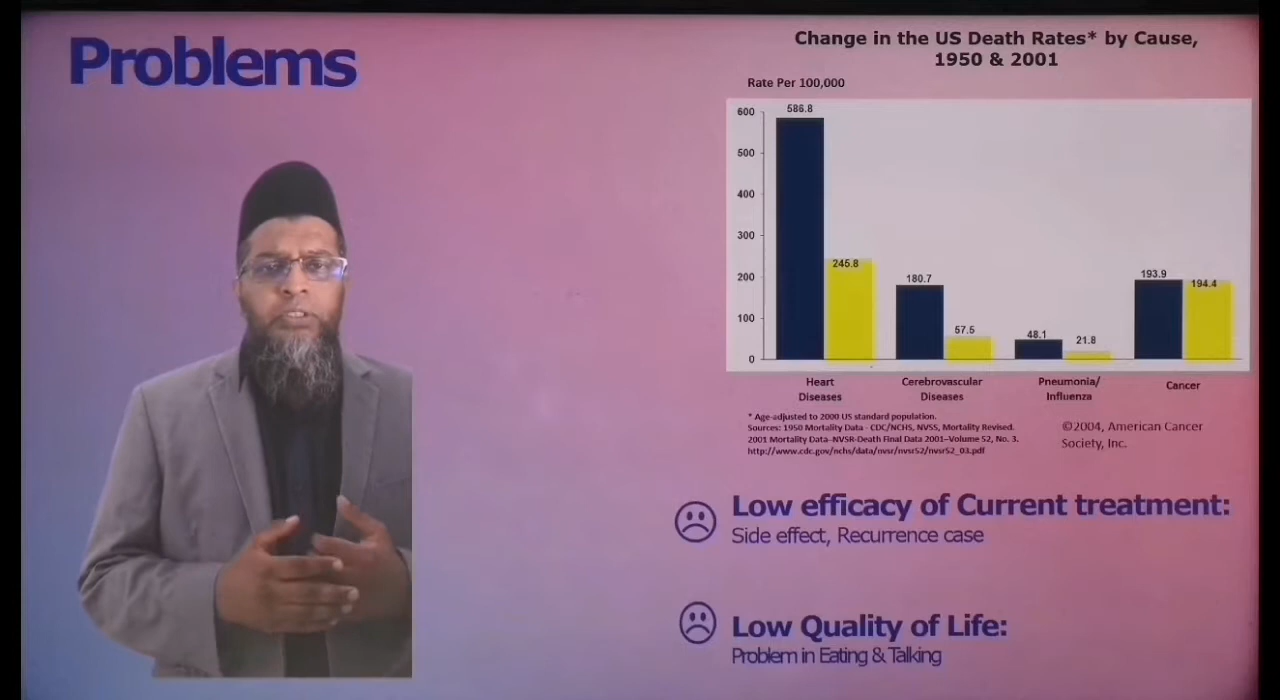 Problems
Change in the US Death Rates* by Cause,
1950 & 2001
Rate Per 100,000
600
500
400
300
200
100
0
586.8
245.8
180.7
57.5
48.1
21.8
193.9
194.4
Heart
Diseases
Cerebrovascular
Diseases
Pneumonia/
Influenza
Cancer
* Age-adjusted to 2000 US standard population.
Sources: 1950 Mortality Data - CDC/NCHS, NVSS, Mortality Revised.
2001 Mortality Data–NVSR-Death Final Data 2001–Volume 52, No. 3.
http://www.cdc.gov/nchs/data/nvsr/nvsr52/nvsr52_03.pdf
©2004, American Cancer
Society, Inc.
Low efficacy of Current treatment:
Side effect, Recurrence case
Low Quality of Life:
Problem in Eating & Talking